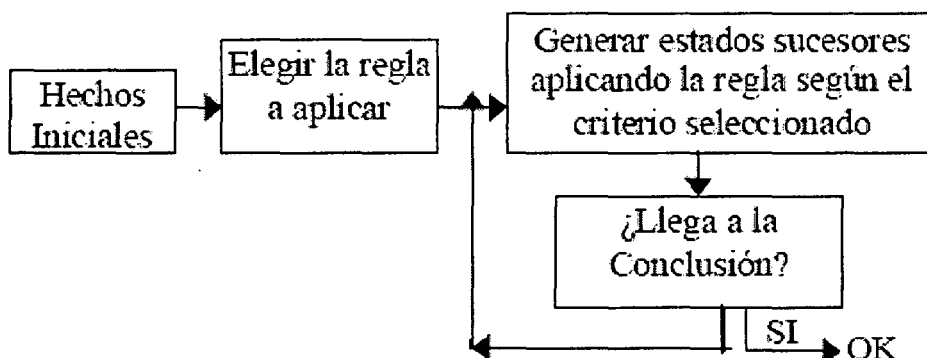 Hechos
Iniciales
Elegir la regla
a aplicar
Generar estados sucesores
aplicando la regla según el
criterio seleccionado
¿Llega a la
Conclusión?
SI
OK